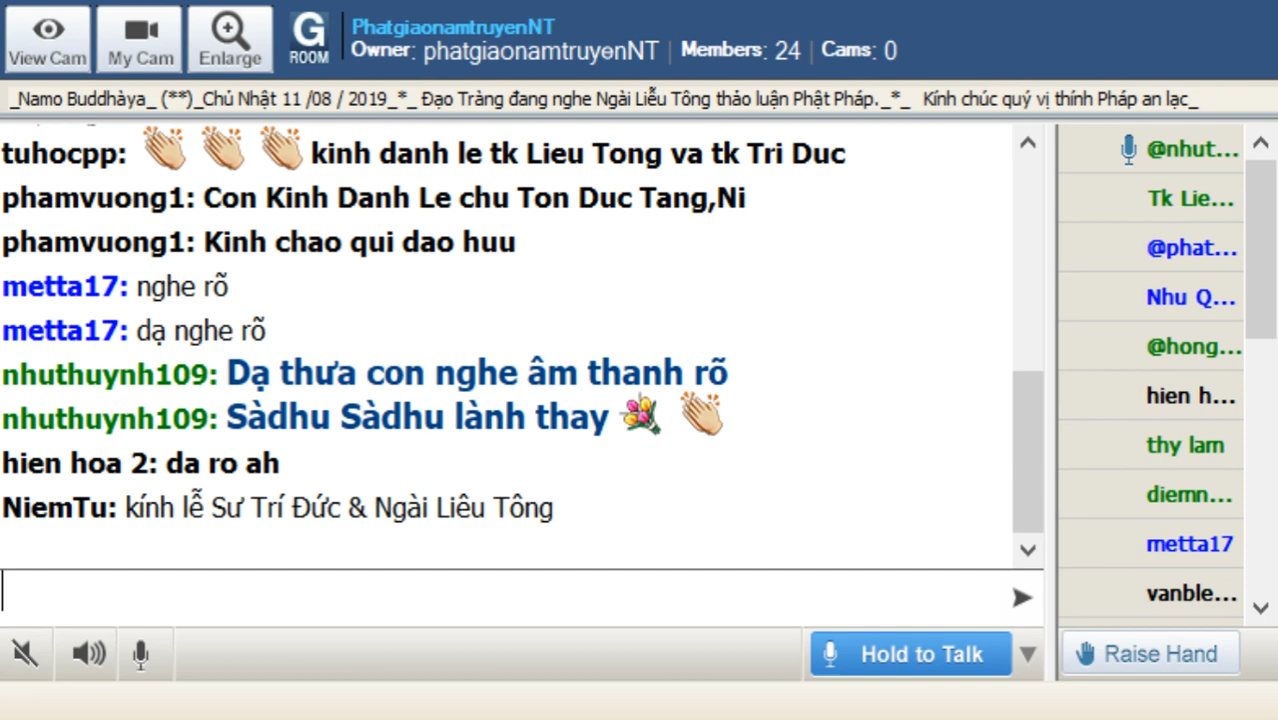 View Cam
My Cam
Enlarge
G
ROOM
PhatgiaonamtruyenNT
Owner: phatgiaonamtruyenNT | Members: 24 | Cams: 0
_Namo Buddhàya_ (**)_Chủ Nhật 11 /08 / 2019_*_ Đạo Tràng đang nghe Ngài Liễu Tông thảo luận Phật Pháp._*_ Kính chúc quý vị thính Pháp an lạc_
tuhocpp: 👏 👏 👏 kinh danh le tk Lieu Tong va tk Tri Duc
phamvuong1: Con Kinh Danh Le chu Ton Duc Tang,Ni
phamvuong1: Kinh chao qui dao huu
metta17: nghe rõ
metta17: dạ nghe rõ
nhuthuynh109: Dạ thưa con nghe âm thanh rõ
nhuthuynh109: Sàdhu Sàdhu lành thay 💐 👏
hien hoa 2: da ro ah
NiemTu: kính lễ Sư Trí Đức & Ngài Liêu Tông
@nhut...
Tk Lie...
@phat...
Nhu Q...
@hong...
hien h...
thy lam
diemn...
metta17
vanble...
Hold to Talk
Raise Hand